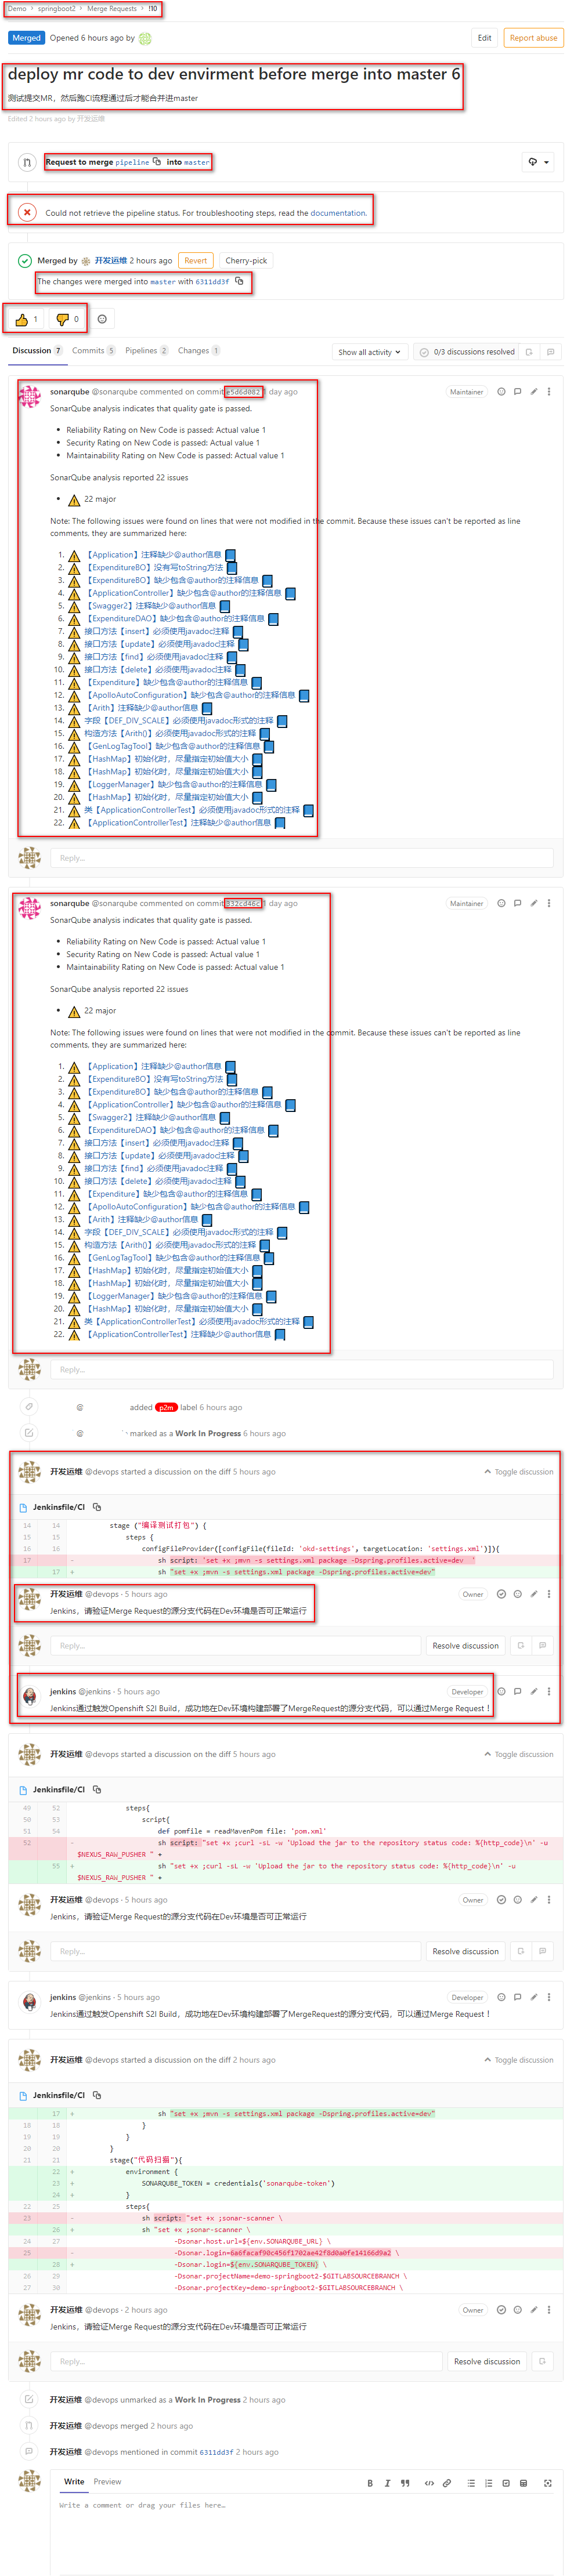 Demo > springboot2 > Merge Requests > !10
Merged Opened 6 hours ago by Edit Report abuse
deploy mr code to dev envirment before merge into master 6
测试提交MR，然后跑CI流程通过后才能合并进master
Edited 2 hours ago by 开发运维
Request to merge pipeline into master
Could not retrieve the pipeline status. For troubleshooting steps, read the documentation.
Merged by 开发运维 2 hours ago Revert Cherry-pick
The changes were merged into master with 6311dd3f
1 0
Discussion 7 Commits 5 Pipelines 2 Changes 1 Show all activity 0/3 discussions resolved
sonarqube @sonarqube commented on commit e5d6d082 1 day ago Maintainer
SonarQube analysis indicates that quality gate is passed.
• Reliability Rating on New Code is passed: Actual value 1
• Security Rating on New Code is passed: Actual value 1
• Maintainability Rating on New Code is passed: Actual value 1
SonarQube analysis reported 22 issues
• 22 major
Note: The following issues were found on lines that were not modified in the commit. Because these issues can't be reported as line
comments, they are summarized here:
1. 【Application】注释缺少@author信息
2. 【ExpenditureBO】没有写toString方法
3. 【ExpenditureBO】缺少包含@author的注释信息
4. 【ApplicationController】缺少包含@author的注释信息
5. 【Swagger2】注释缺少@author信息
6. 【ExpenditureDAO】缺少包含@author的注释信息
7. 接口方法【insert】必须使用javadoc注释
8. 接口方法【update】必须使用javadoc注释
9. 接口方法【find】必须使用javadoc注释
10. 接口方法【delete】必须使用javadoc注释
11. 【Expenditure】缺少包含@author的注释信息
12. 【ApolloAutoConfiguration】缺少包含@author的注释信息
13. 【Arith】注释缺少@author信息
14. 字段【DEF_DIV_SCALE】必须使用javadoc形式的注释
15. 构造方法【Arith()】必须使用javadoc形式的注释
16. 【GenLogTagTool】缺少包含@author的注释信息
17. 【HashMap】初始化时，尽量指定初始值大小
18. 【HashMap】初始化时，尽量指定初始值大小
19. 【LoggerManager】缺少包含@author的注释信息
20. 【HashMap】初始化时，尽量指定初始值大小
21. 类【ApplicationControllerTest】必须使用javadoc形式的注释
22. 【ApplicationControllerTest】注释缺少@author信息
Reply...
sonarqube @sonarqube commented on commit 332cd46c 1 day ago Maintainer
SonarQube analysis indicates that quality gate is passed.
• Reliability Rating on New Code is passed: Actual value 1
• Security Rating on New Code is passed: Actual value 1
• Maintainability Rating on New Code is passed: Actual value 1
SonarQube analysis reported 22 issues
• 22 major
Note: The following issues were found on lines that were not modified in the commit. Because these issues can't be reported as line
comments, they are summarized here:
1. 【Application】注释缺少@author信息
2. 【ExpenditureBO】没有写toString方法
3. 【ExpenditureBO】缺少包含@author的注释信息
4. 【ApplicationController】缺少包含@author的注释信息
5. 【Swagger2】注释缺少@author信息
6. 【ExpenditureDAO】缺少包含@author的注释信息
7. 接口方法【insert】必须使用javadoc注释
8. 接口方法【update】必须使用javadoc注释
9. 接口方法【find】必须使用javadoc注释
10. 接口方法【delete】必须使用javadoc注释
11. 【Expenditure】缺少包含@author的注释信息
12. 【ApolloAutoConfiguration】缺少包含@author的注释信息
13. 【Arith】注释缺少@author信息
14. 字段【DEF_DIV_SCALE】必须使用javadoc形式的注释
15. 构造方法【Arith()】必须使用javadoc形式的注释
16. 【GenLogTagTool】缺少包含@author的注释信息
17. 【HashMap】初始化时，尽量指定初始值大小
18. 【HashMap】初始化时，尽量指定初始值大小
19. 【LoggerManager】缺少包含@author的注释信息
20. 【HashMap】初始化时，尽量指定初始值大小
21. 类【ApplicationControllerTest】必须使用javadoc形式的注释
22. 【ApplicationControllerTest】注释缺少@author信息
Reply...
@ added p2m label 6 hours ago
@ marked as a Work In Progress 6 hours ago
开发运维 @devops started a discussion on the diff 5 hours ago Toggle discussion
Jenkinsfile/CI
14 14 stage ("编译测试打包") {
15 15 steps {
16 16 configFileProvider([configFile(fileId: 'okd-settings', targetLocation: 'settings.xml')]){
17 - sh script: 'set +x ;mvn -s settings.xml package -Dspring.profiles.active=dev '
17 + sh "set +x ;mvn -s settings.xml package -Dspring.profiles.active=dev"
开发运维 @devops · 5 hours ago Owner
Jenkins，请验证Merge Request的源分支代码在Dev环境是否可正常运行
Reply... Resolve discussion
jenkins @jenkins · 5 hours ago Developer
Jenkins通过触发Openshift S2I Build，成功地在Dev环境构建部署了MergeRequest的源分支代码，可以通过Merge Request！
开发运维 @devops started a discussion on the diff 5 hours ago Toggle discussion
Jenkinsfile/CI
49 52 steps{
50 53 script{
51 54 def pomfile = readMavenPom file: 'pom.xml'
52 - sh script: "set +x ;curl -sL -w 'Upload the jar to the repository status code: %{http_code}\n' -u
$NEXUS_RAW_PUSHER " +
55 + sh "set +x ;curl -sL -w 'Upload the jar to the repository status code: %{http_code}\n' -u
$NEXUS_RAW_PUSHER " +
开发运维 @devops · 5 hours ago Owner
Jenkins，请验证Merge Request的源分支代码在Dev环境是否可正常运行
Reply... Resolve discussion
jenkins @jenkins · 5 hours ago Developer
Jenkins通过触发Openshift S2I Build，成功地在Dev环境构建部署了MergeRequest的源分支代码，可以通过Merge Request！
开发运维 @devops started a discussion on the diff 2 hours ago Toggle discussion
Jenkinsfile/CI
17 + sh "set +x ;mvn -s settings.xml package -Dspring.profiles.active=dev"
18 18 }
19 19 }
20 20 }
21 21 stage("代码扫描"){
22 + environment {
23 + SONARQUBE_TOKEN = credentials('sonarqube-token')
24 + }
22 25 steps{
23 - sh script: "set +x ;sonar-scanner \
26 + sh "set +x ;sonar-scanner \
24 27 -Dsonar.host.url=${env.SONARQUBE_URL} \
25 - -Dsonar.login=6a6facaf90c456f1702ae42f8d0a0fe14166d9a2 \
28 + -Dsonar.login=${env.SONARQUBE_TOKEN} \
26 29 -Dsonar.projectName=demo-springboot2-$GITLABSOURCEBRANCH \
27 30 -Dsonar.projectKey=demo-springboot2-$GITLABSOURCEBRANCH \
开发运维 @devops · 2 hours ago Owner
Jenkins，请验证Merge Request的源分支代码在Dev环境是否可正常运行
Reply... Resolve discussion
开发运维 @devops unmarked as a Work In Progress 2 hours ago
开发运维 @devops merged 2 hours ago
开发运维 @devops mentioned in commit 6311dd3f 2 hours ago
Write Preview
Write a comment or drag your files here…